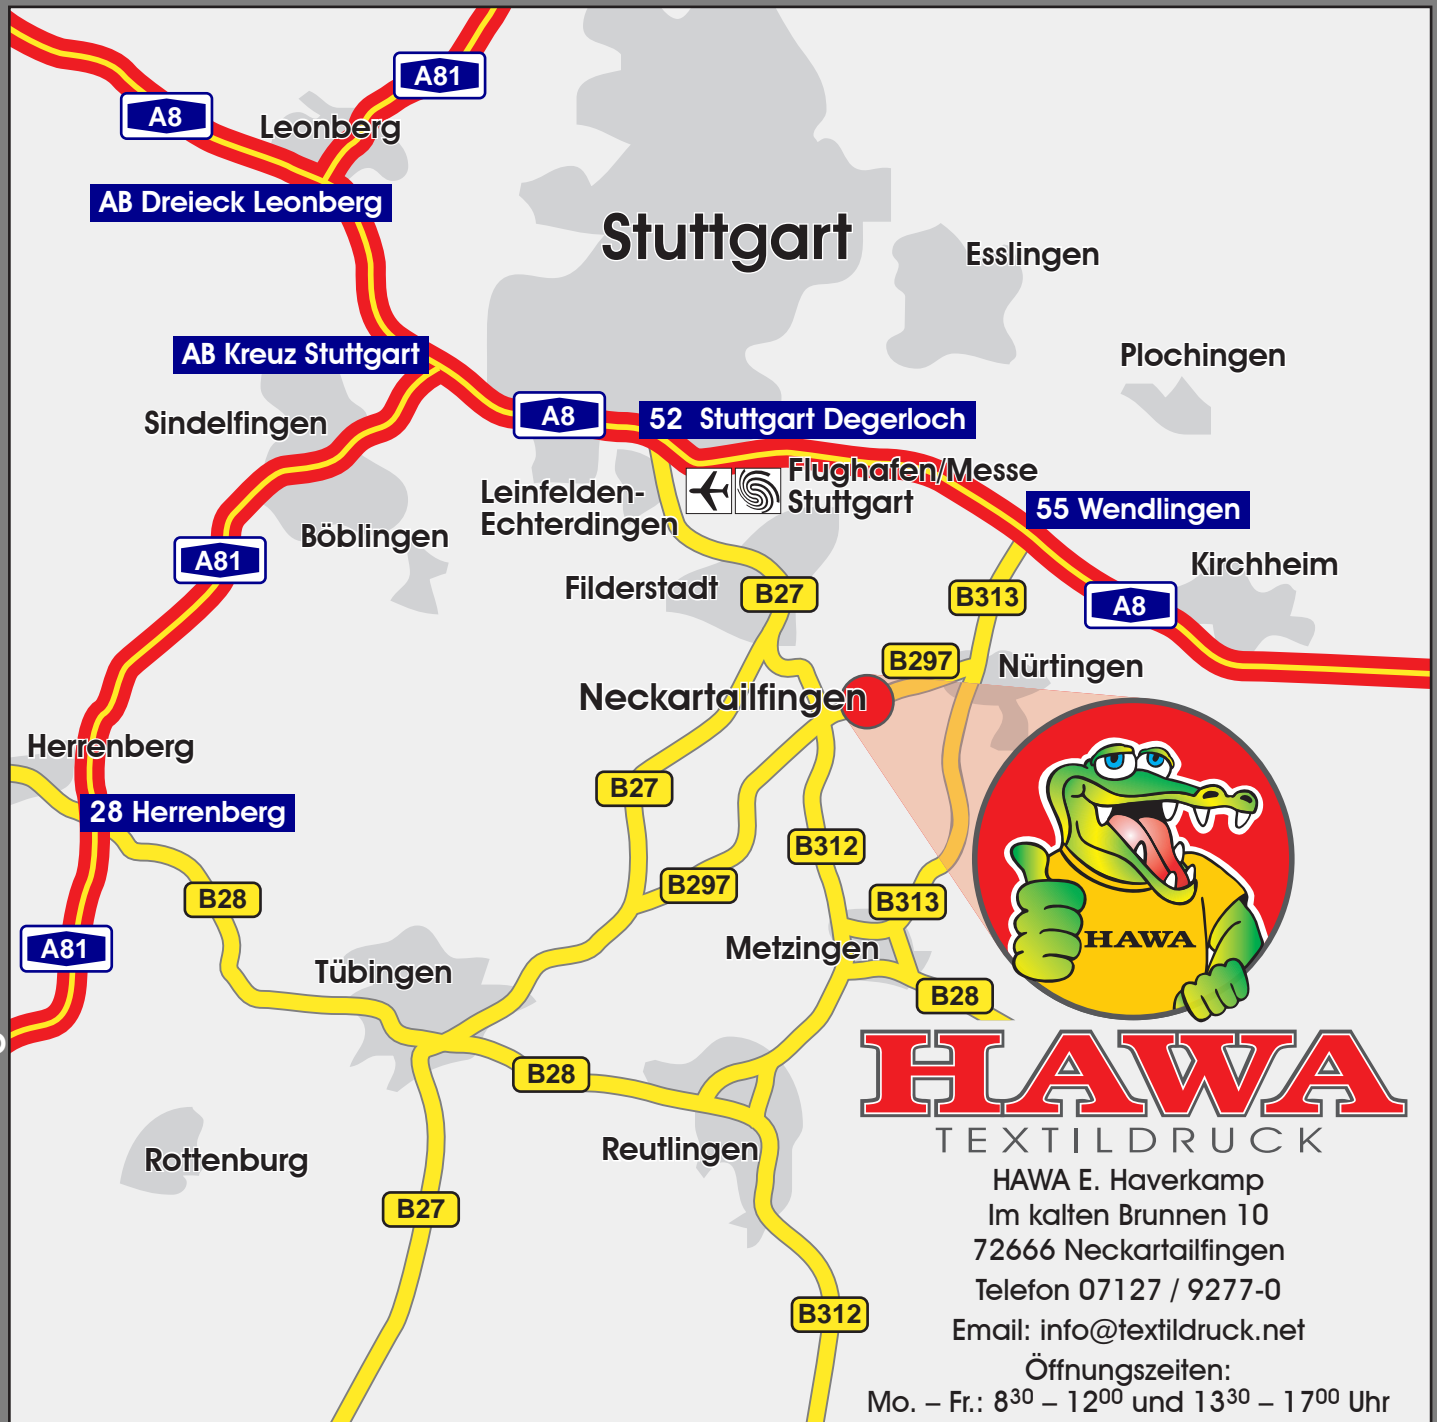 A81
A8
Leonberg
AB Dreieck Leonberg
Stuttgart
Esslingen
AB Kreuz Stuttgart
Plochingen
Sindelfingen
A8
52 Stuttgart Degerloch
Flughafen/Messe
Stuttgart
Leinfelden-
Echterdingen
55 Wendlingen
Böblingen
A81
Kirchheim
Filderstadt
B27
B313
A8
B297
Nürtingen
Neckartailfingen
Herrenberg
B27
28 Herrenberg
B312
B297
B28
B313
HAWA
A81
Metzingen
Tübingen
B28
B28
HAWA
TEXTILDRUCK
Reutlingen
Rottenburg
B27
B312
HAWA E. Haverkamp
Im kalten Brunnen 10
72666 Neckartailfingen
Telefon 07127 / 9277-0
Email: info@textildruck.net
Öffnungszeiten:
Mo. – Fr.: 8³⁰ – 12⁰⁰ und 13³⁰ – 17⁰⁰ Uhr